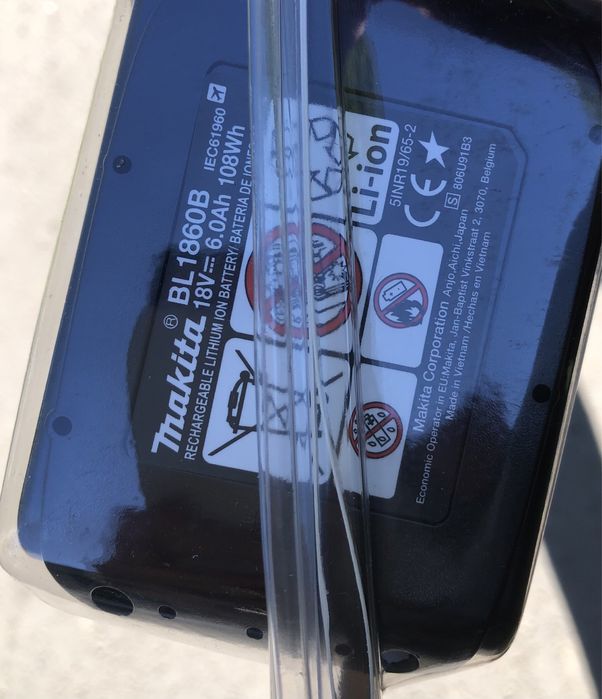 makita® BL1860B
18V⎓6.0Ah 108Wh
IEC61960
RECHARGEABLE LITHIUM ION BATTERY/ BATERIA DE IONES
Li-ion
5INR19/65-2
CE
S 806U91B3
Makita Corporation Anjo,Aichi,Japan
Economic Operator in EU:Makita, Jan-Baptist Vinkstraat 2, 3070, Belgium
Made in Vietnam /Hechas en Vietnam